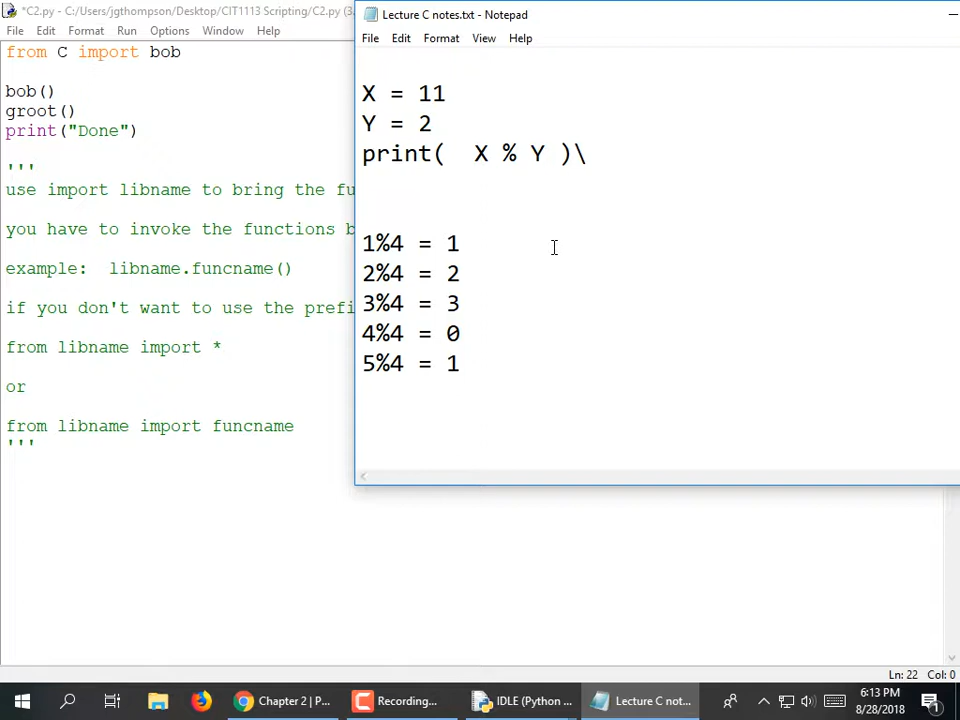 *C2.py - C:/Users/jgthompson/Desktop/CIT1113 Scripting/C2.py (3.
File Edit Format Run Options Window Help
from C import bob
bob()
groot()
print("Done")
'''
use import libname to bring the fu
you have to invoke the functions b
example:  libname.funcname()
if you don't want to use the prefi
from libname import *
or
from libname import funcname
'''
Lecture C notes.txt - Notepad
File Edit Format View Help
X = 11
Y = 2
print(  X % Y )\
1%4 = 1
2%4 = 2
3%4 = 3
4%4 = 0
5%4 = 1
Ln: 22 Col: 0
Chapter 2 | P...
Recording...
IDLE (Python ...
Lecture C not...
6:13 PM
8/28/2018
1